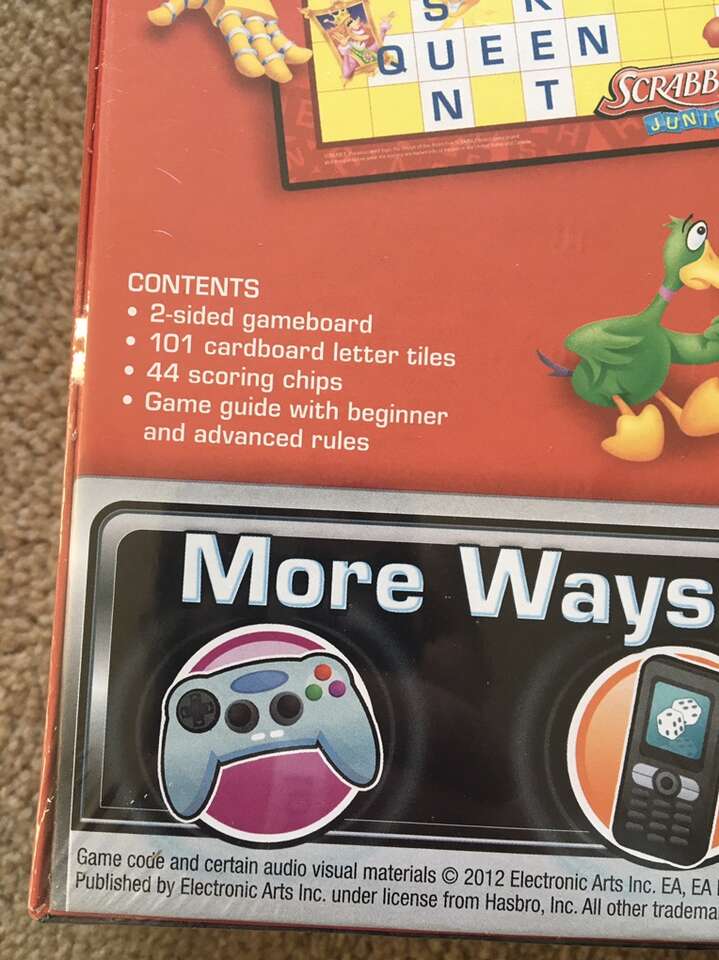 S
K
QUEEN
N T
SCRABB
JUNIO
CONTENTS
• 2-sided gameboard
• 101 cardboard letter tiles
• 44 scoring chips
• Game guide with beginner
and advanced rules
More Ways
Game code and certain audio visual materials © 2012 Electronic Arts Inc. EA, EA
Published by Electronic Arts Inc. under license from Hasbro, Inc. All other tradema